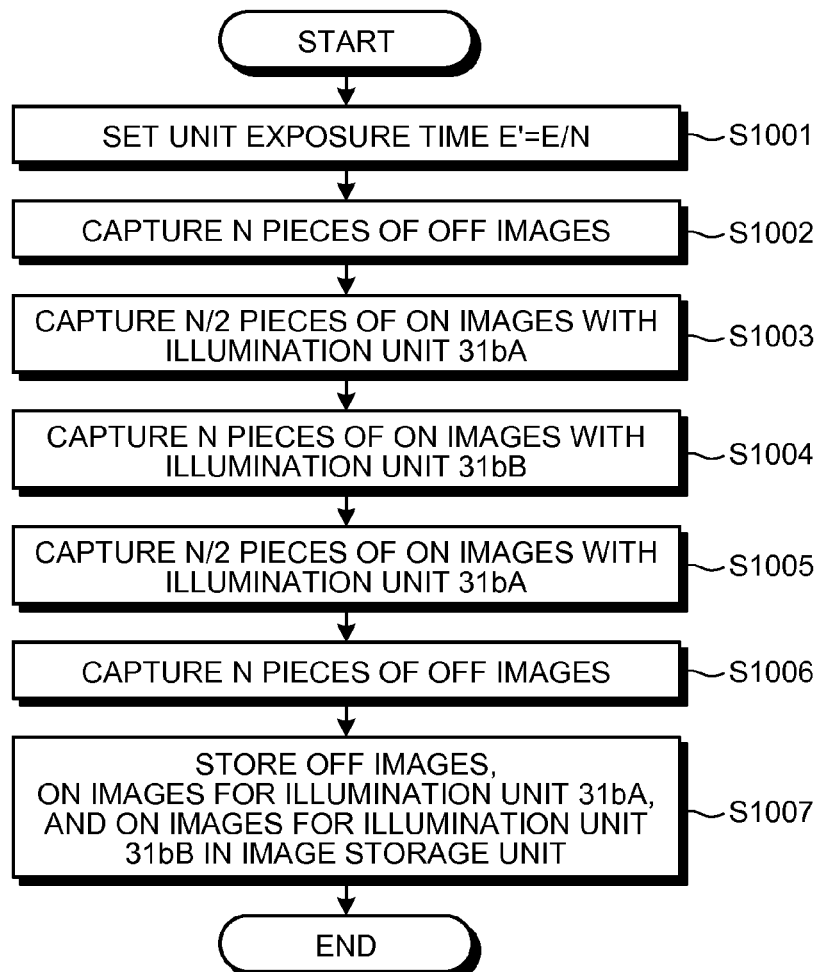 START
SET UNIT EXPOSURE TIME E'=E/N
S1001
CAPTURE N PIECES OF OFF IMAGES
S1002
CAPTURE N/2 PIECES OF ON IMAGES WITH
ILLUMINATION UNIT 31bA
S1003
CAPTURE N PIECES OF ON IMAGES WITH
ILLUMINATION UNIT 31bB
S1004
CAPTURE N/2 PIECES OF ON IMAGES WITH
ILLUMINATION UNIT 31bA
S1005
CAPTURE N PIECES OF OFF IMAGES
S1006
STORE OFF IMAGES,
ON IMAGES FOR ILLUMINATION UNIT 31bA,
AND ON IMAGES FOR ILLUMINATION UNIT
31bB IN IMAGE STORAGE UNIT
S1007
END